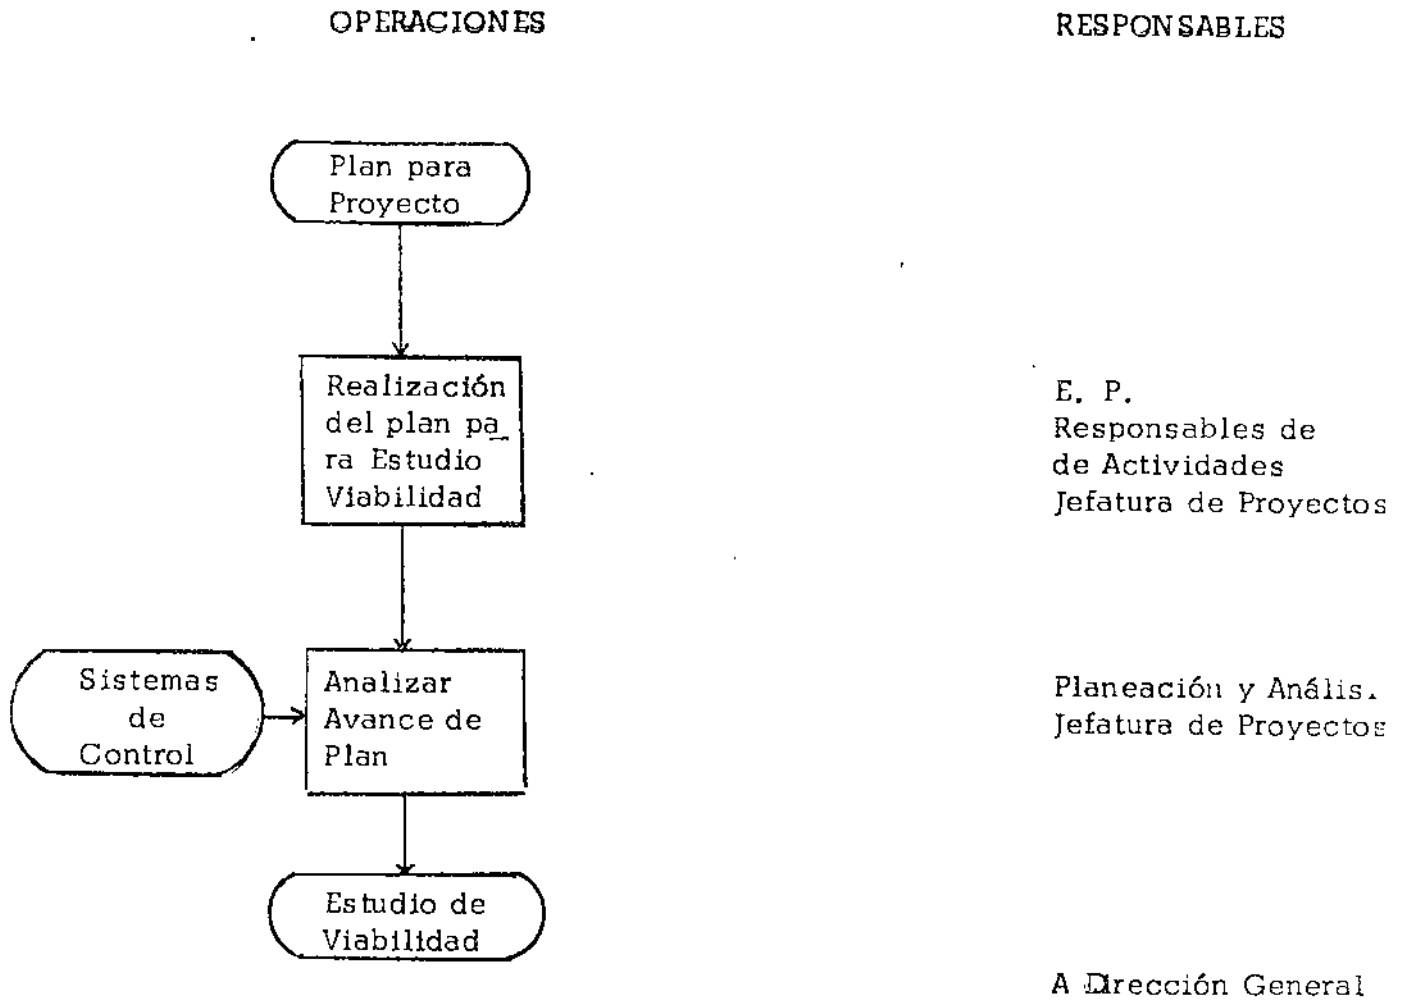 OPERACIONES
RESPONSABLES
Plan para
Proyecto
Realización
del plan pa
ra Estudio
Viabilidad
E. P.
Responsables de
de Actividades
Jefatura de Proyectos
Sistemas
de
Control
Analizar
Avance de
Plan
Planeación y Anális.
Jefatura de Proyectos
Estudio de
Viabilidad
A Dirección General